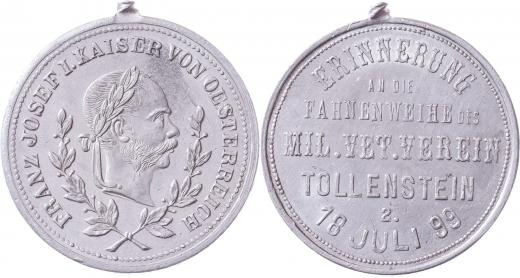 FRANZ JOSEF I. KAISER VON OESTERREICH
ERINNERUNG
AN DIE
FAHNENWEIHE DES
MIL. VET. VEREIN
TOLLENSTEIN
2.
18 JULI 99